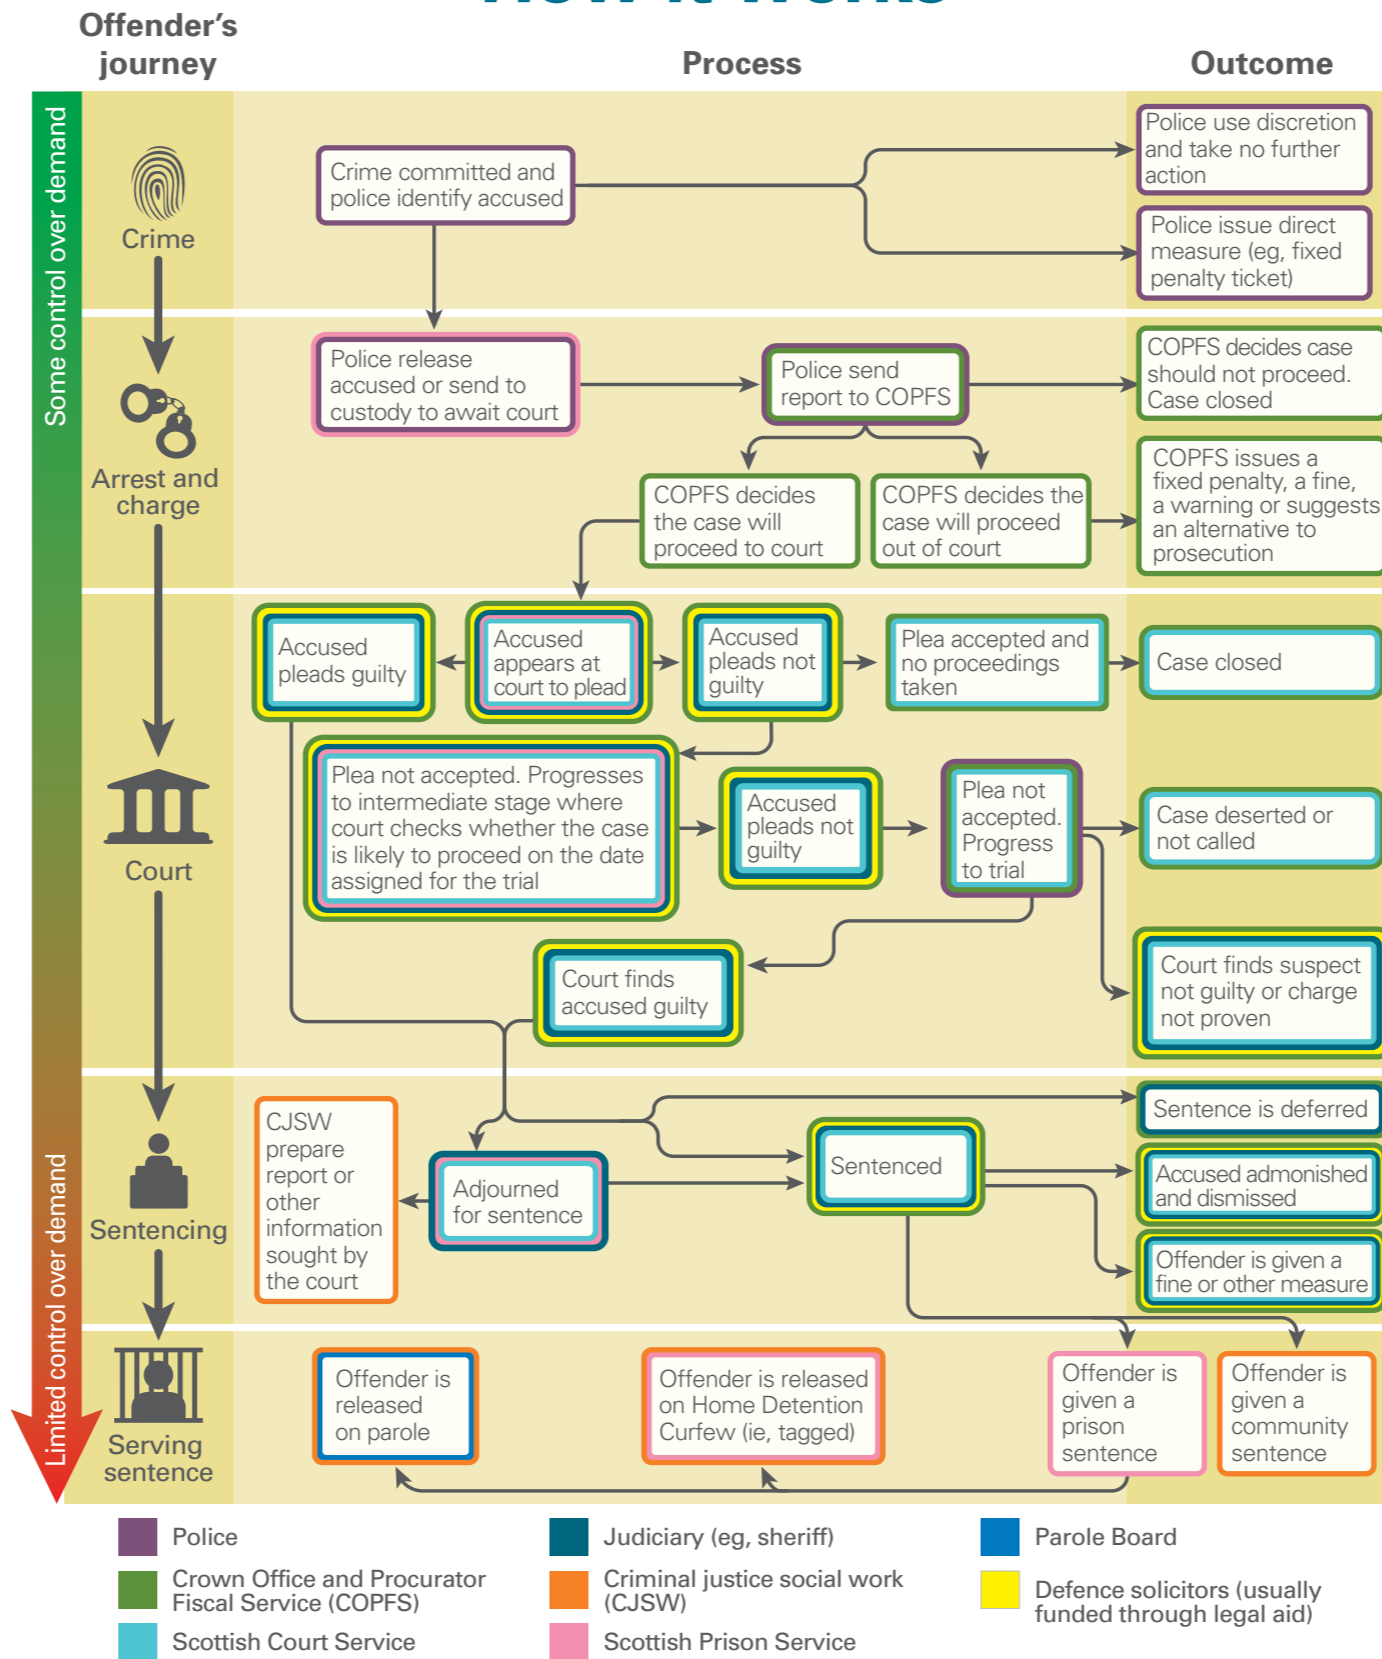 How it works
Offender's
journey
Process
Outcome
Some control over demand
Limited control over demand
Crime
Crime committed and
police identify accused
Police use discretion
and take no further
action
Police issue direct
measure (eg, fixed
penalty ticket)
Arrest and
charge
Police release
accused or send to
custody to await court
Police send
report to COPFS
COPFS decides case
should not proceed.
Case closed
COPFS decides
the case will
proceed to court
COPFS decides the
case will proceed
out of court
COPFS issues a
fixed penalty, a fine,
a warning or suggests
an alternative to
prosecution
Court
Accused
pleads guilty
Accused
appears at
court to plead
Accused
pleads not
guilty
Plea accepted and
no proceedings
taken
Case closed
Plea not accepted. Progresses
to intermediate stage where
court checks whether the case
is likely to proceed on the date
assigned for the trial
Accused
pleads not
guilty
Plea not
accepted.
Progress
to trial
Case deserted or
not called
Court finds
accused guilty
Court finds suspect
not guilty or charge
not proven
Sentencing
CJSW
prepare
report or
other
information
sought by
the court
Adjourned
for sentence
Sentenced
Sentence is deferred
Accused admonished
and dismissed
Offender is given a
fine or other measure
Serving
sentence
Offender is
released
on parole
Offender is released
on Home Detention
Curfew (ie, tagged)
Offender is
given a
prison
sentence
Offender is
given a
community
sentence
Police
Judiciary (eg, sheriff)
Parole Board
Crown Office and Procurator
Fiscal Service (COPFS)
Criminal justice social work
(CJSW)
Defence solicitors (usually
funded through legal aid)
Scottish Court Service
Scottish Prison Service